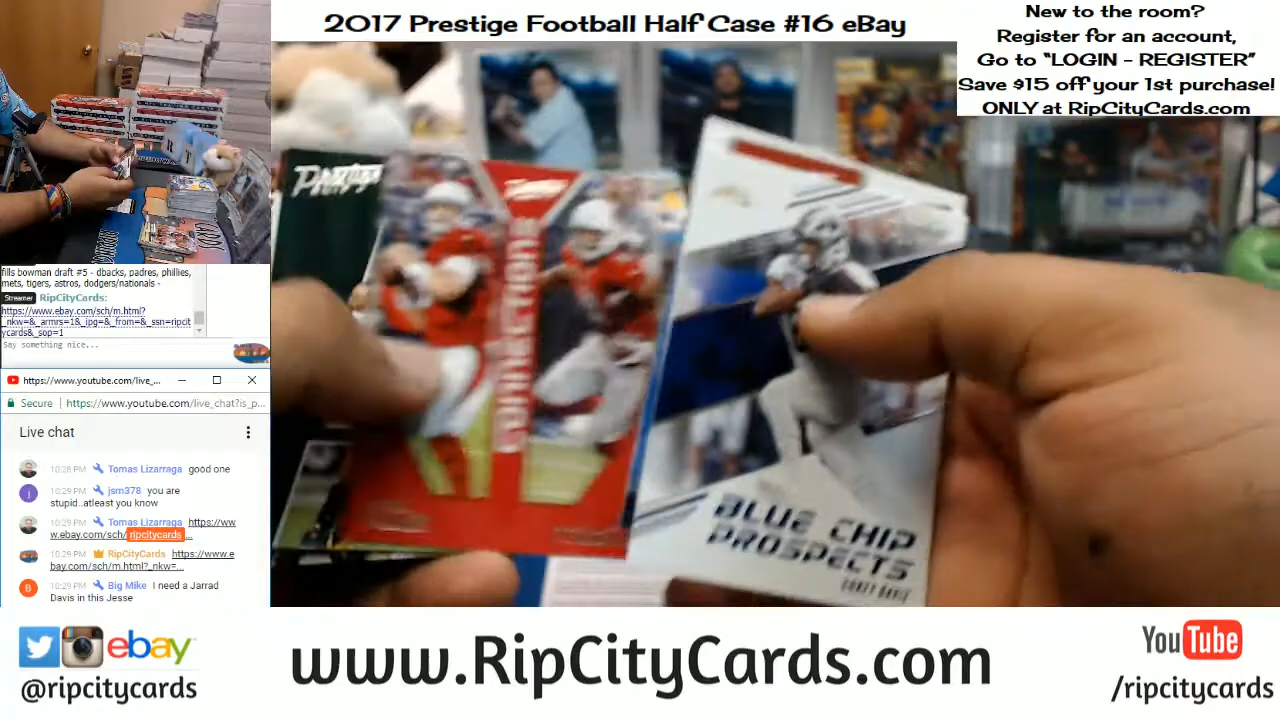 2017 Prestige Football Half Case #16 eBay
New to the room?
Register for an account,
Go to “LOGIN - REGISTER”
Save $15 off your 1st purchase!
ONLY at RipCityCards.com
Prestige
CONNECTIONS
BLUE CHIP
PROSPECTS
fills bowman draft #5 - dbacks, padres, phillies,
mets, tigers, astros, dodgers/nationals -
Streamer RipCityCards:
https://www.ebay.com/sch/m.html?
_nkw=&_armrs=1&_ipg=&_from=&_ssn=ripcit
ycards&_sop=1
Say something nice...
https://www.youtube.com/live_...
Secure https://www.youtube.com/live_chat?is_p...
Live chat
10:28 PM Tomas Lizarraga good one
10:29 PM jsm378 you are
stupid..atleast you know
10:29 PM Tomas Lizarraga https://ww
w.ebay.com/sch/ripcitycards...
10:29 PM RipCityCards https://www.e
bay.com/sch/m.html?_nkw=...
10:29 PM Big Mike I need a Jarrad
Davis in this Jesse
ebay
@ripcitycards
www.RipCityCards.com
YouTube
/ripcitycards